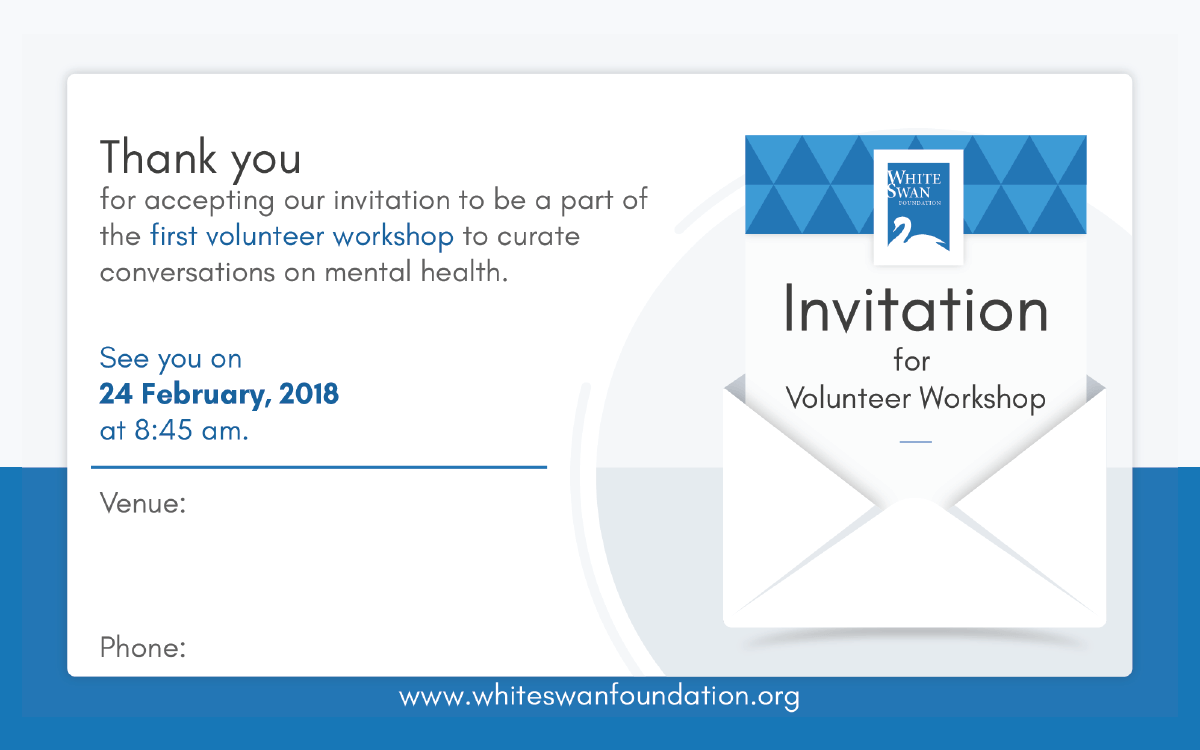 Thank you
for accepting our invitation to be a part of
the first volunteer workshop to curate
conversations on mental health.
See you on
24 February, 2018
at 8:45 am.
Venue:
Phone:
WHITE
SWAN
FOUNDATION
Invitation
for
Volunteer Workshop
www.whiteswanfoundation.org